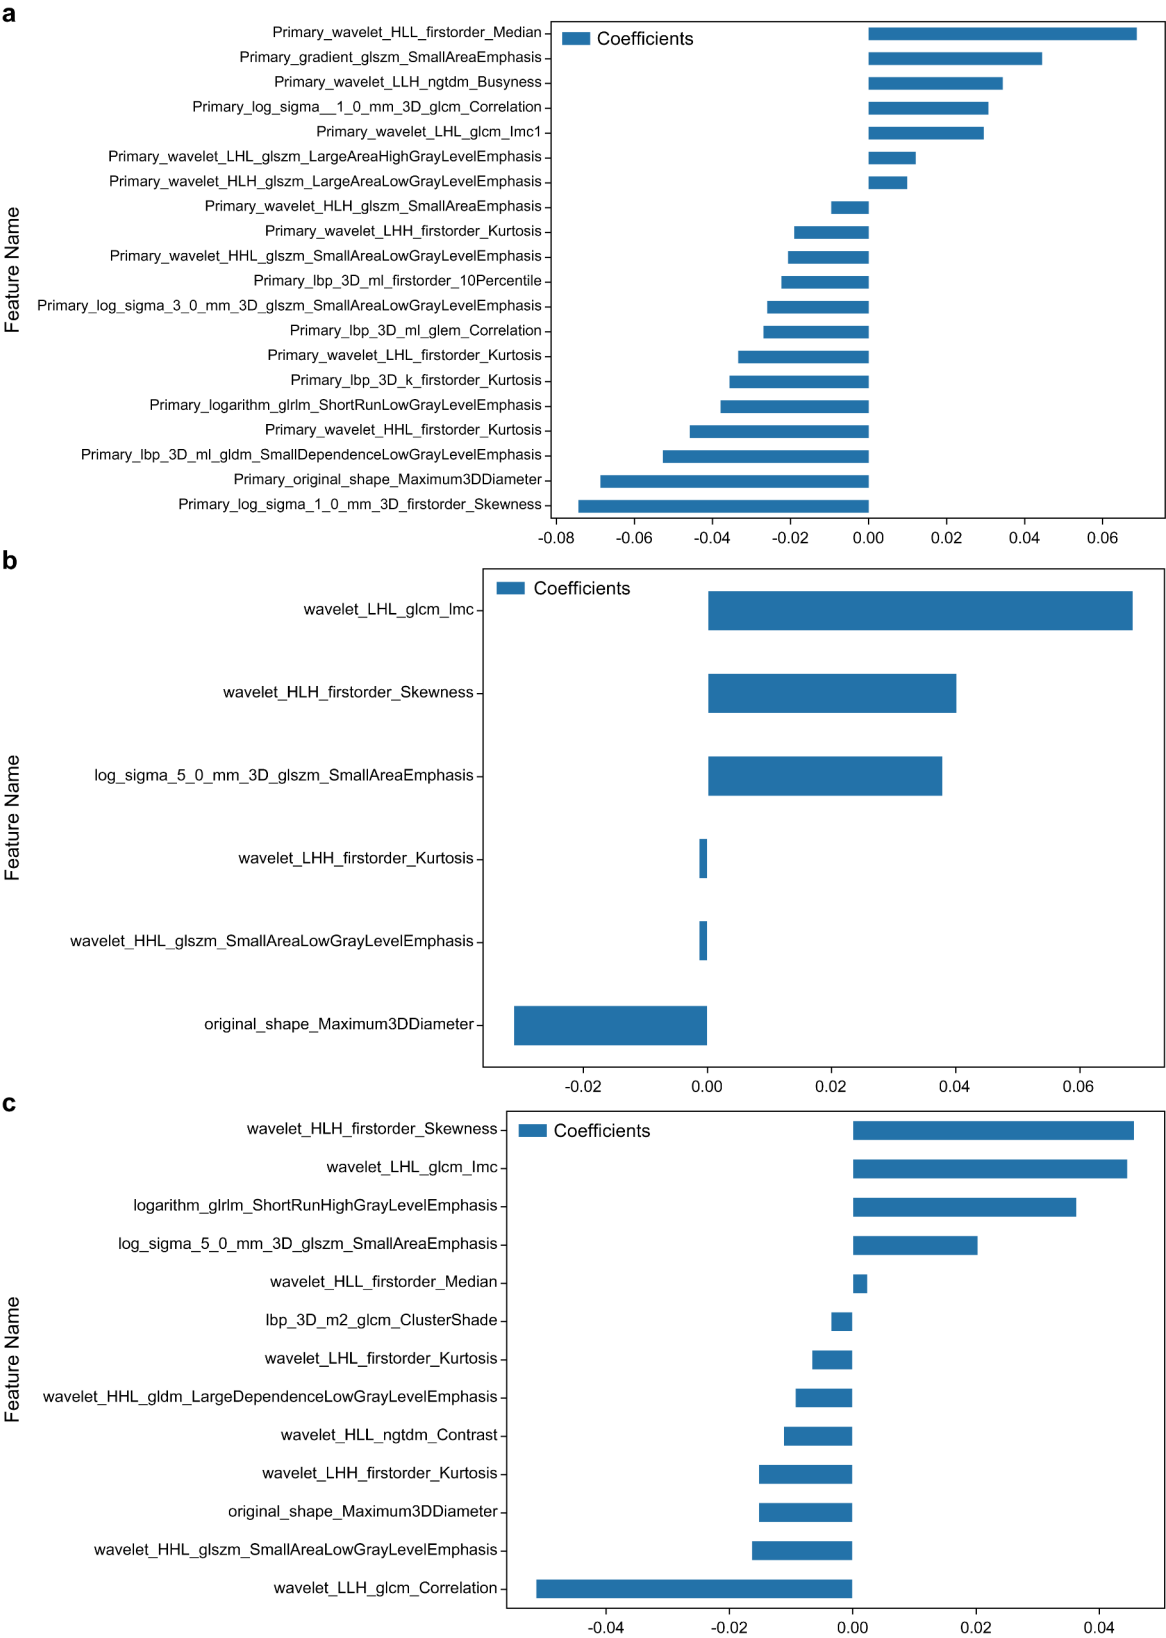 a
Coefficients
Feature Name
Primary_wavelet_HLL_firstorder_Median
Primary_gradient_glszm_SmallAreaEmphasis
Primary_wavelet_LLH_ngtdm_Busyness
Primary_log_sigma__1_0_mm_3D_glcm_Correlation
Primary_wavelet_LHL_glcm_Imc1
Primary_wavelet_LHL_glszm_LargeAreaHighGrayLevelEmphasis
Primary_wavelet_HLH_glszm_LargeAreaLowGrayLevelEmphasis
Primary_wavelet_HLH_glszm_SmallAreaEmphasis
Primary_wavelet_LHH_firstorder_Kurtosis
Primary_wavelet_HHL_glszm_SmallAreaLowGrayLevelEmphasis
Primary_lbp_3D_ml_firstorder_10Percentile
Primary_log_sigma_3_0_mm_3D_glszm_SmallAreaLowGrayLevelEmphasis
Primary_lbp_3D_ml_glem_Correlation
Primary_wavelet_LHL_firstorder_Kurtosis
Primary_lbp_3D_k_firstorder_Kurtosis
Primary_logarithm_glrlm_ShortRunLowGrayLevelEmphasis
Primary_wavelet_HHL_firstorder_Kurtosis
Primary_lbp_3D_ml_gldm_SmallDependenceLowGrayLevelEmphasis
Primary_original_shape_Maximum3DDiameter
Primary_log_sigma_1_0_mm_3D_firstorder_Skewness
-0.08 -0.06 -0.04 -0.02 0.00 0.02 0.04 0.06
b
Coefficients
Feature Name
wavelet_LHL_glcm_Imc
wavelet_HLH_firstorder_Skewness
log_sigma_5_0_mm_3D_glszm_SmallAreaEmphasis
wavelet_LHH_firstorder_Kurtosis
wavelet_HHL_glszm_SmallAreaLowGrayLevelEmphasis
original_shape_Maximum3DDiameter
-0.02 0.00 0.02 0.04 0.06
c
Coefficients
Feature Name
wavelet_HLH_firstorder_Skewness
wavelet_LHL_glcm_Imc
logarithm_glrlm_ShortRunHighGrayLevelEmphasis
log_sigma_5_0_mm_3D_glszm_SmallAreaEmphasis
wavelet_HLL_firstorder_Median
lbp_3D_m2_glcm_ClusterShade
wavelet_LHL_firstorder_Kurtosis
wavelet_HHL_gldm_LargeDependenceLowGrayLevelEmphasis
wavelet_HLL_ngtdm_Contrast
wavelet_LHH_firstorder_Kurtosis
original_shape_Maximum3DDiameter
wavelet_HHL_glszm_SmallAreaLowGrayLevelEmphasis
wavelet_LLH_glcm_Correlation
-0.04 -0.02 0.00 0.02 0.04